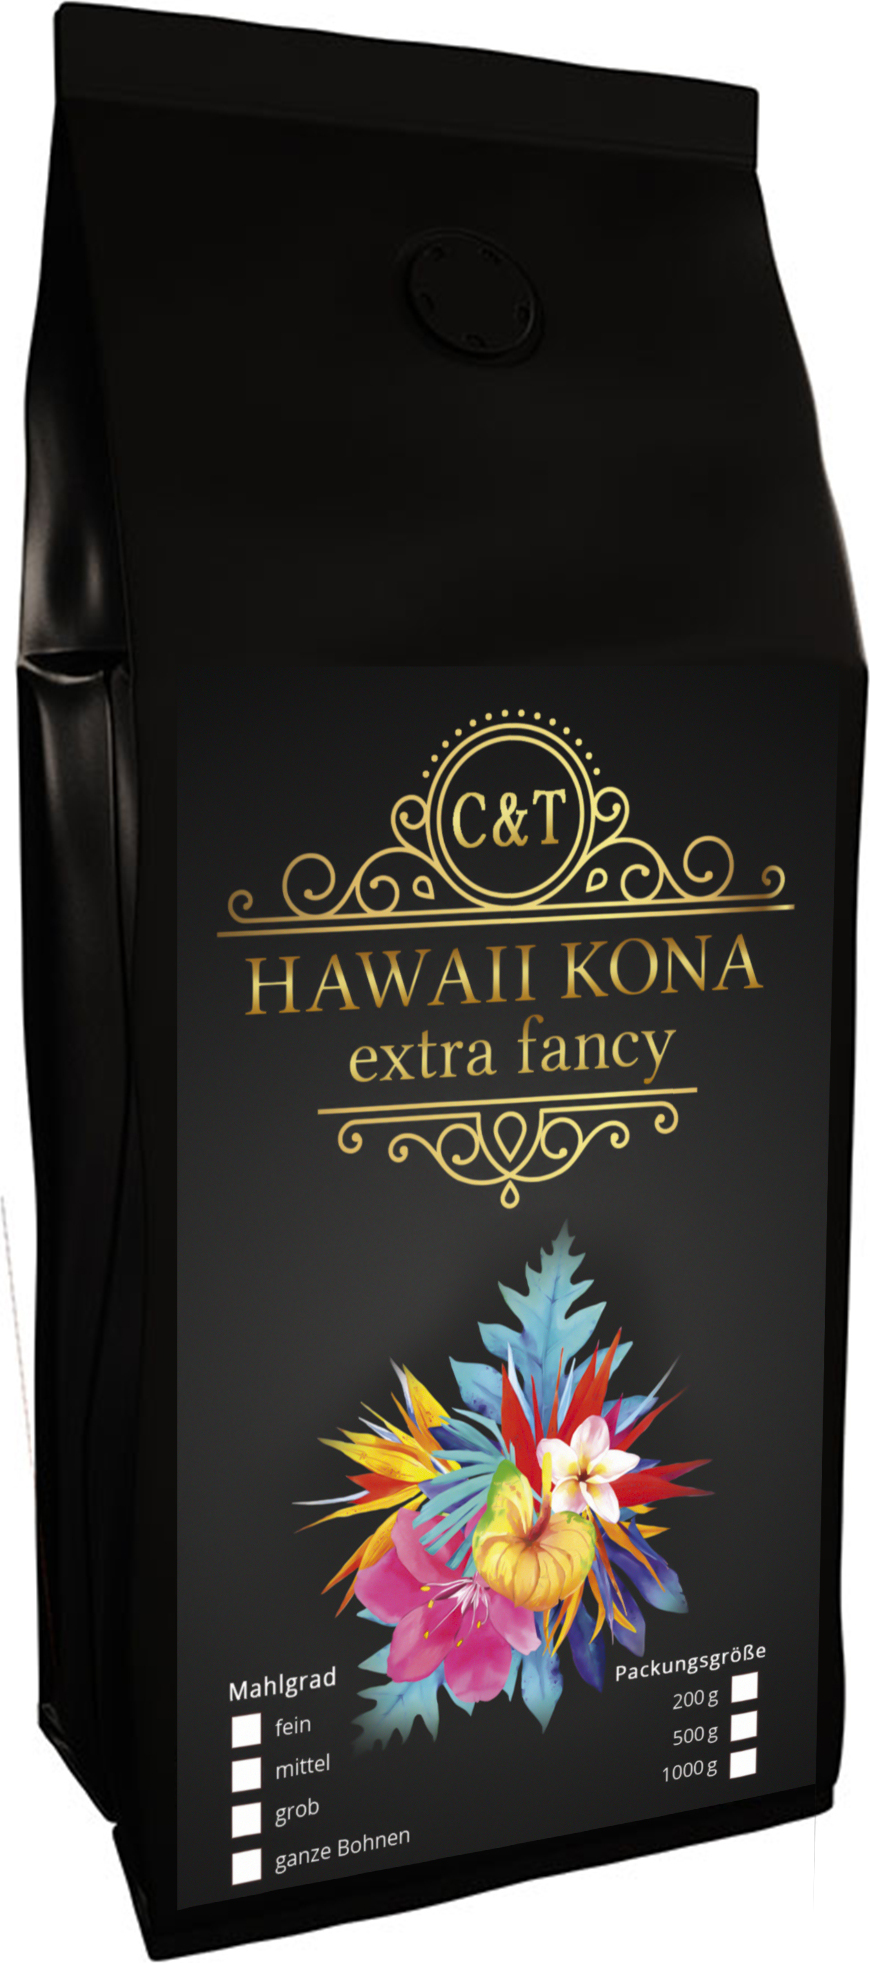 C&T
HAWAII KONA
extra fancy
Mahlgrad
fein
mittel
grob
ganze Bohnen
Packungsgröße
200 g
500 g
1000 g